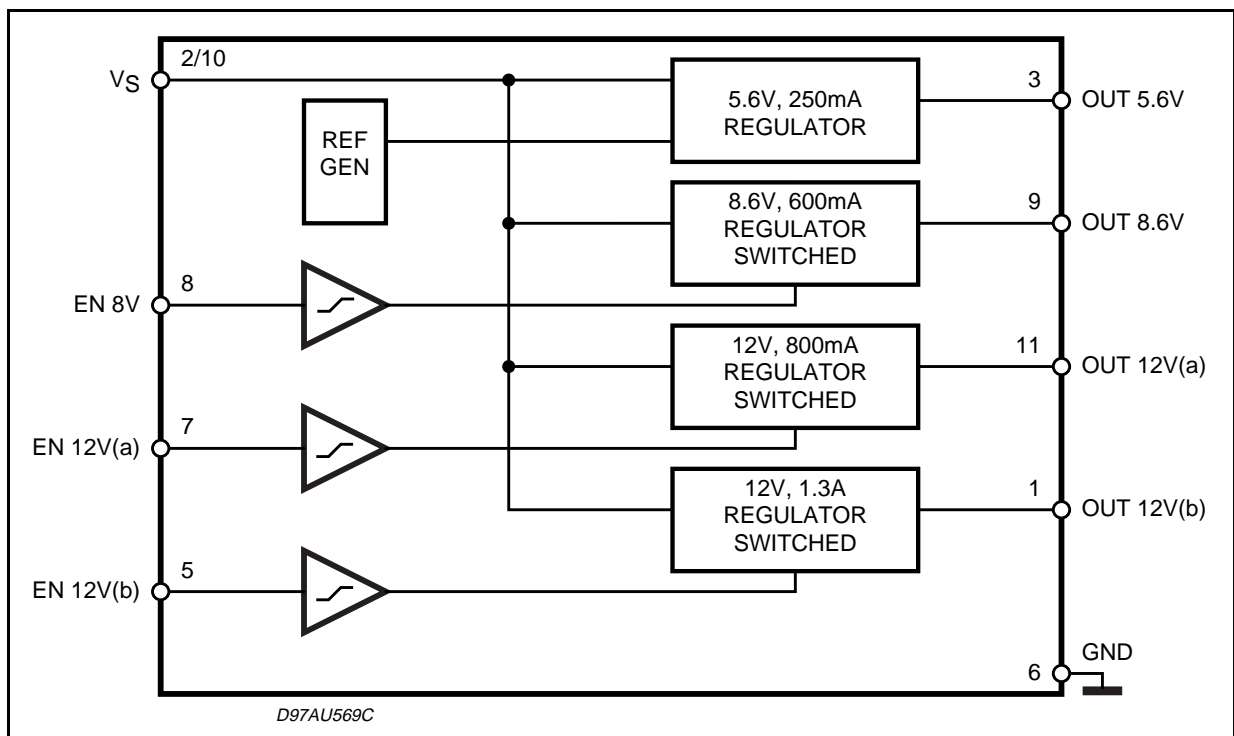 2/10
VS
REF
GEN
5.6V, 250mA
REGULATOR
3
OUT 5.6V
8.6V, 600mA
REGULATOR
SWITCHED
9
OUT 8.6V
8
EN 8V
12V, 800mA
REGULATOR
SWITCHED
11
OUT 12V(a)
7
EN 12V(a)
12V, 1.3A
REGULATOR
SWITCHED
1
OUT 12V(b)
5
EN 12V(b)
GND
6
D97AU569C